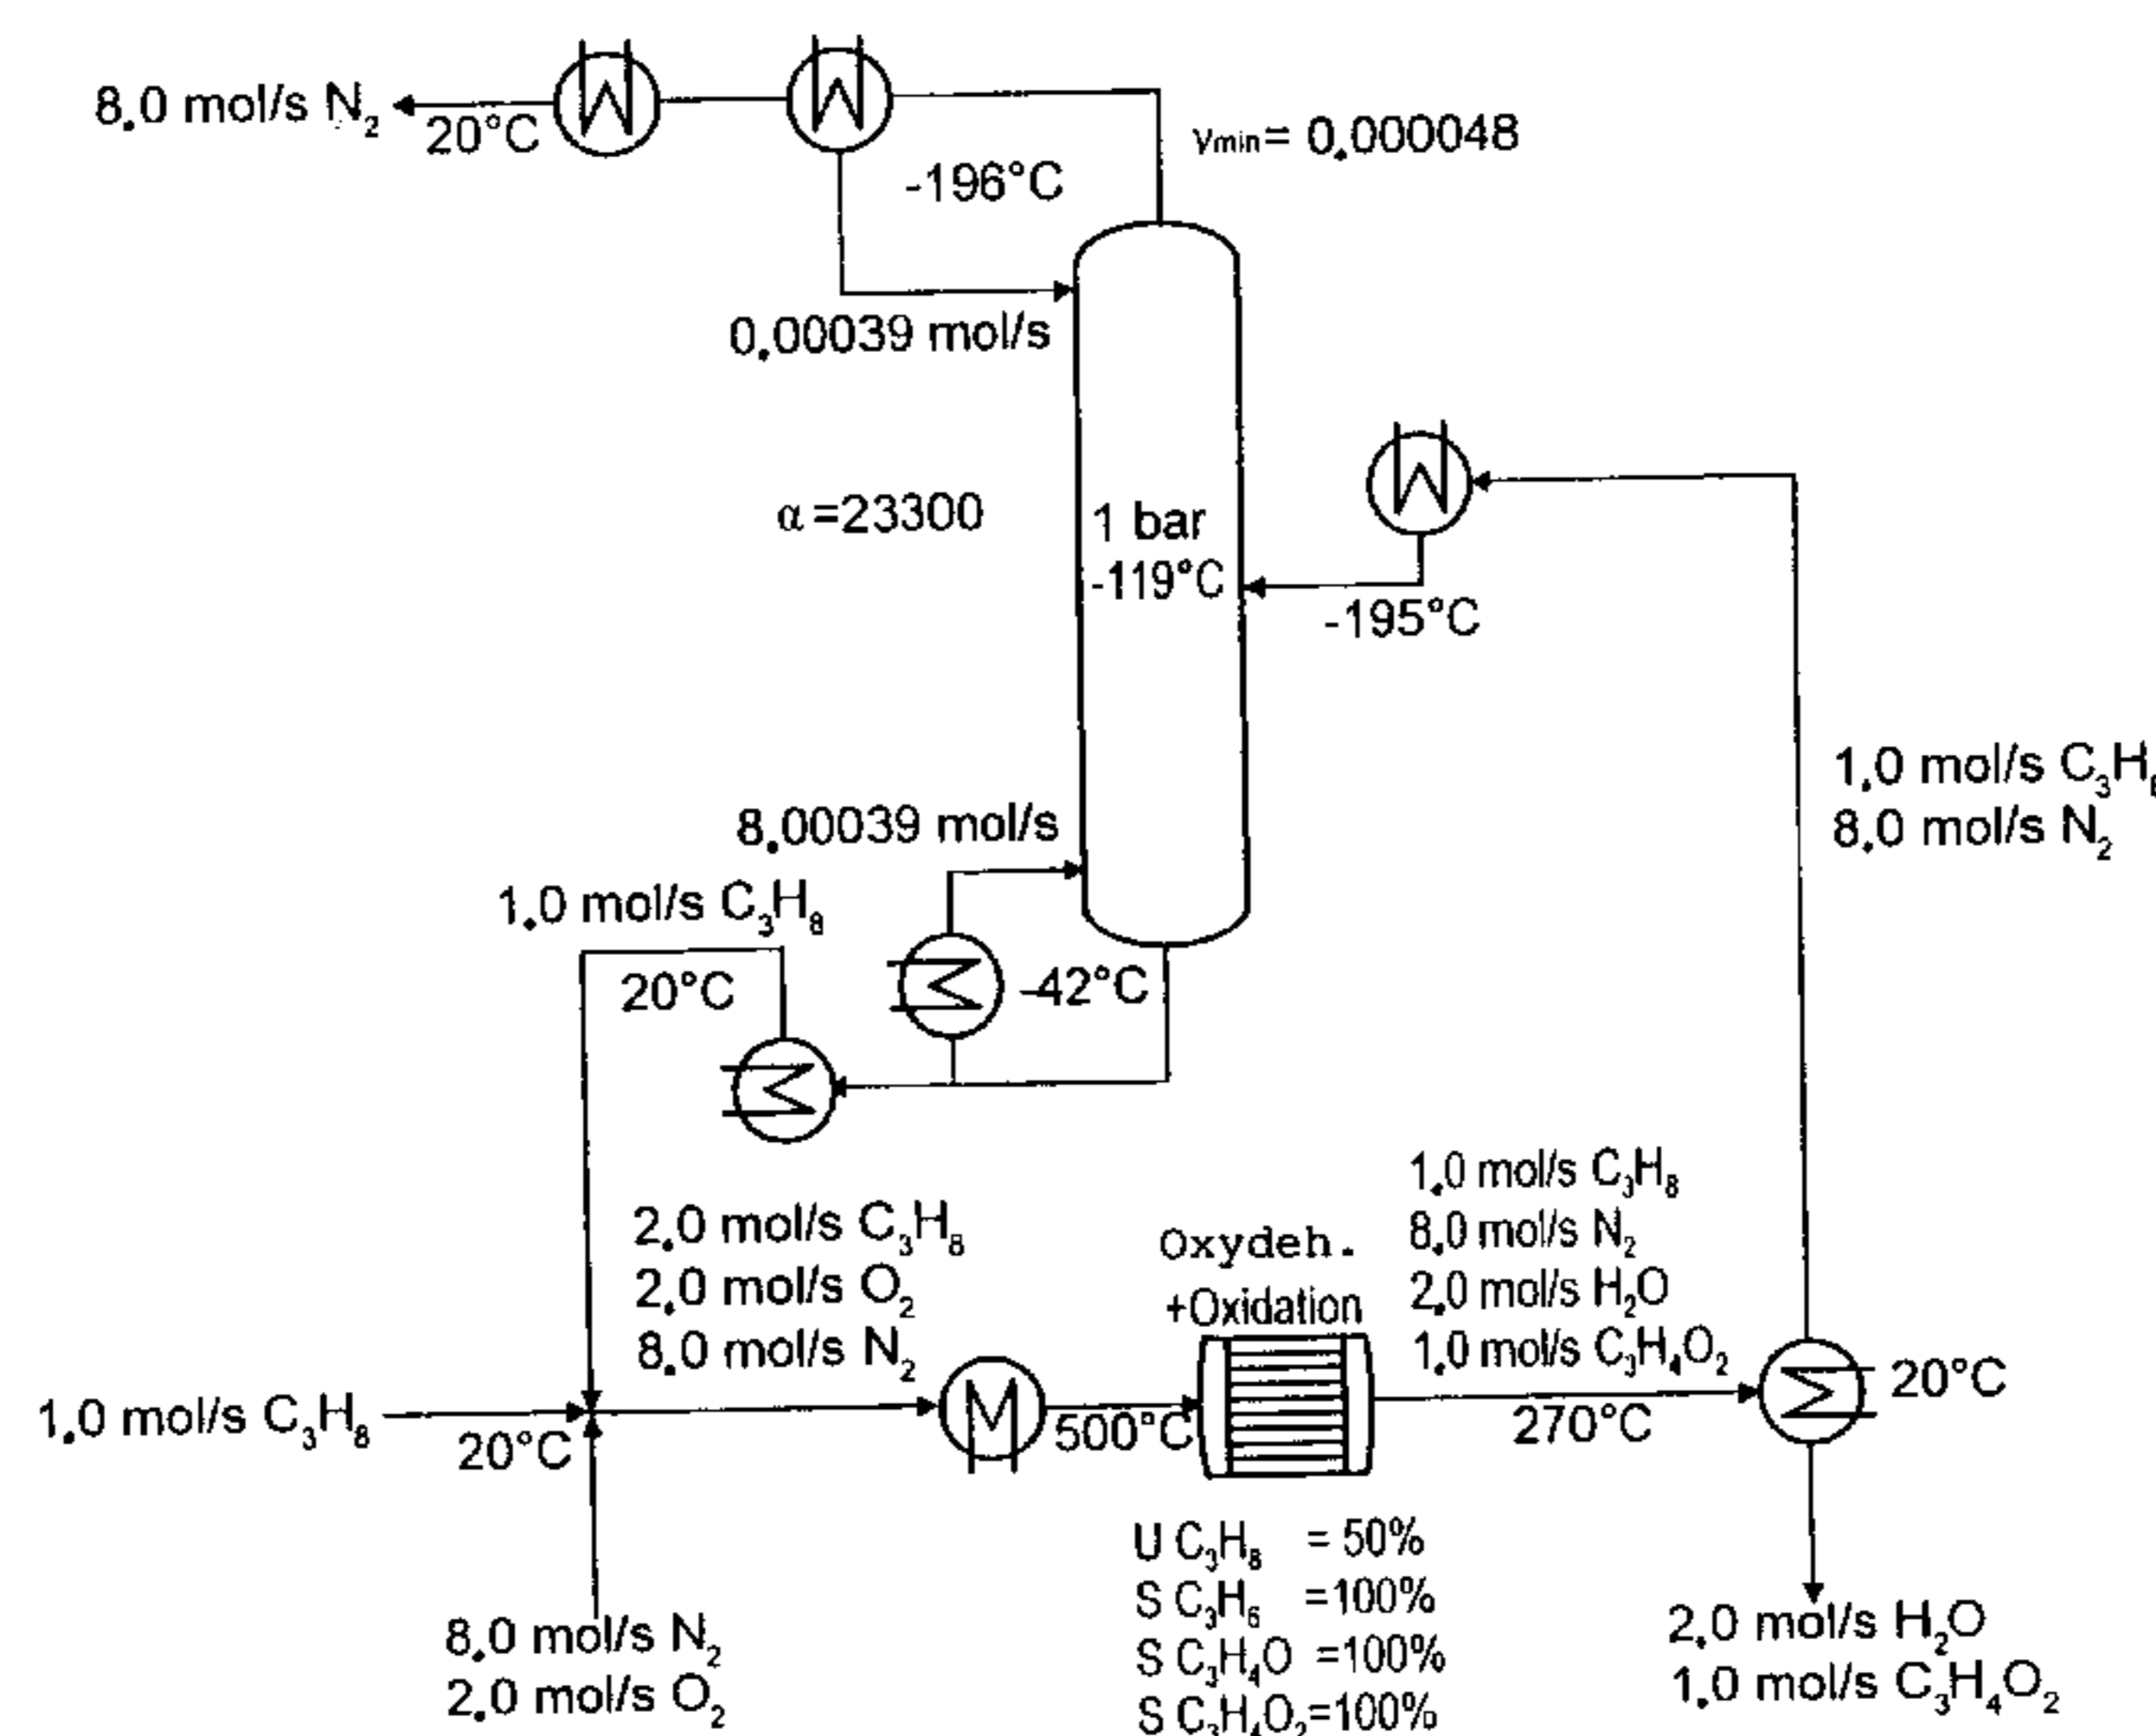 8.0 mol/s N₂
20°C
-196°C
γmin= 0.000048
0.00039 mol/s
α =23300
1 bar
-119°C
-195°C
1.0 mol/s C₃H₈
8.0 mol/s N₂
8.00039 mol/s
1.0 mol/s C₃H₈
20°C
-42°C
2.0 mol/s C₃H₈
2.0 mol/s O₂
8.0 mol/s N₂
Oxydeh.
+Oxidation
1.0 mol/s C₃H₈
8.0 mol/s N₂
2.0 mol/s H₂O
1.0 mol/s C₃H₄O₂
1.0 mol/s C₃H₈
20°C
500°C
270°C
20°C
8.0 mol/s N₂
2.0 mol/s O₂
U C₃H₈ = 50%
S C₃H₆ =100%
S C₃H₄O =100%
S C₃H₄O₂=100%
2.0 mol/s H₂O
1.0 mol/s C₃H₄O₂